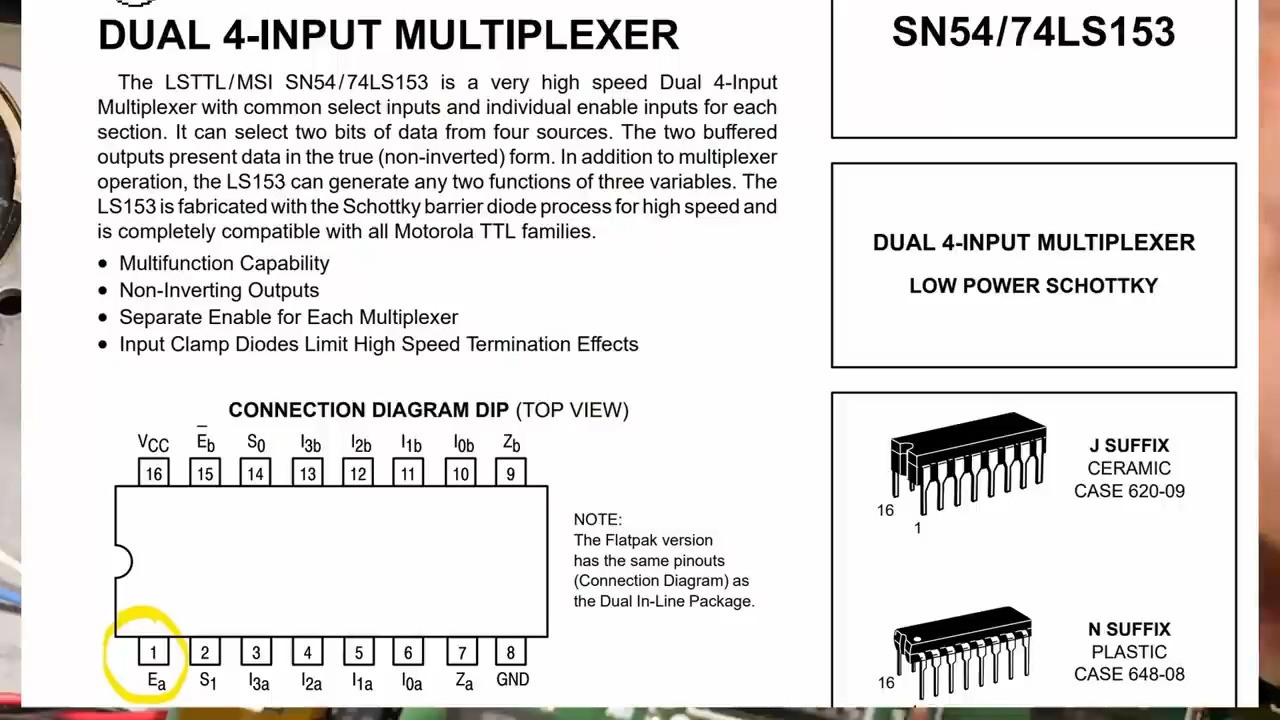 DUAL 4-INPUT MULTIPLEXER
The LSTTL/MSI SN54/74LS153 is a very high speed Dual 4-Input
Multiplexer with common select inputs and individual enable inputs for each
section. It can select two bits of data from four sources. The two buffered
outputs present data in the true (non-inverted) form. In addition to multiplexer
operation, the LS153 can generate any two functions of three variables. The
LS153 is fabricated with the Schottky barrier diode process for high speed and
is completely compatible with all Motorola TTL families.
• Multifunction Capability
• Non-Inverting Outputs
• Separate Enable for Each Multiplexer
• Input Clamp Diodes Limit High Speed Termination Effects
CONNECTION DIAGRAM DIP (TOP VIEW)
VCC E̅b S0 I3b I2b I1b I0b Zb
16 15 14 13 12 11 10 9
1 2 3 4 5 6 7 8
Ea S1 I3a I2a I1a I0a Za GND
NOTE:
The Flatpak version
has the same pinouts
(Connection Diagram) as
the Dual In-Line Package.
SN54/74LS153
DUAL 4-INPUT MULTIPLEXER
LOW POWER SCHOTTKY
J SUFFIX
CERAMIC
CASE 620-09
16
1
N SUFFIX
PLASTIC
CASE 648-08
16